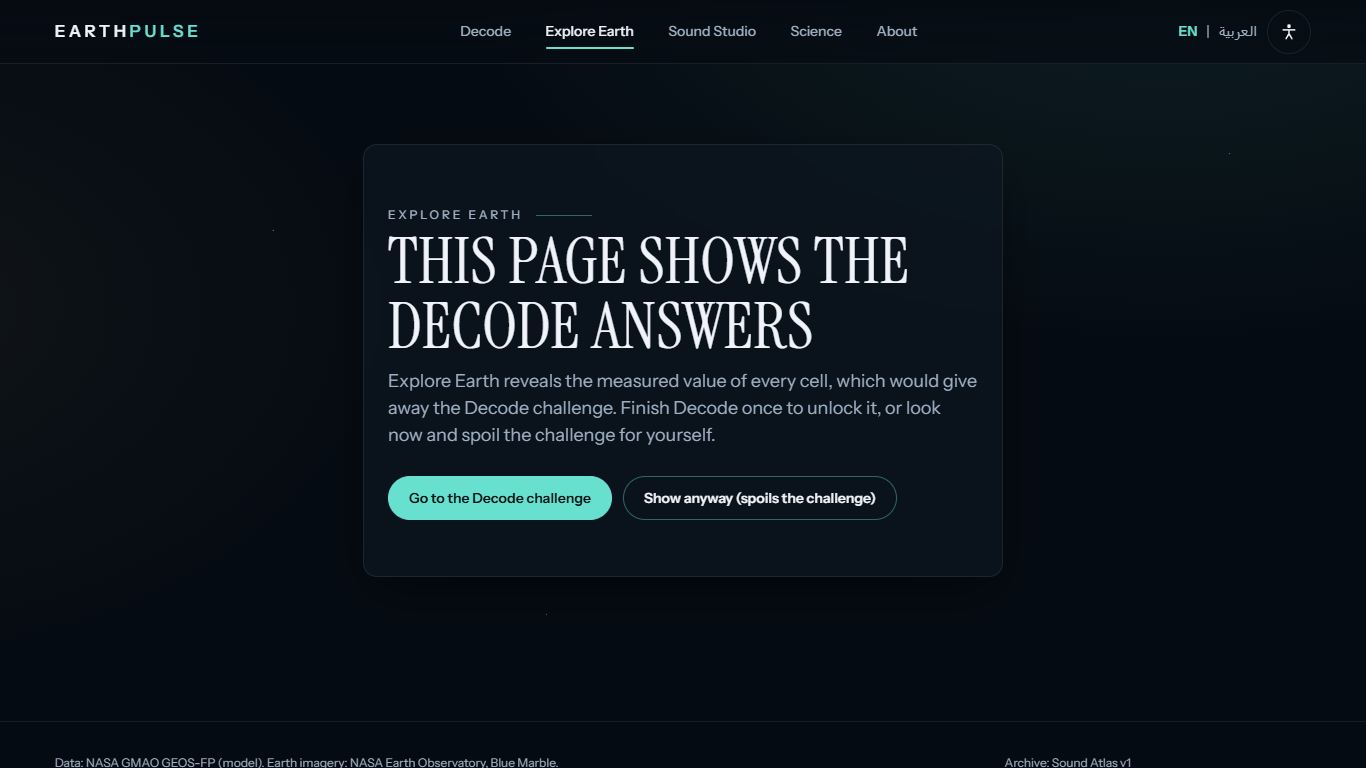 EARTHPULSE
Decode
Explore Earth
Sound Studio
Science
About
EN | العربية
EXPLORE EARTH
THIS PAGE SHOWS THE
DECODE ANSWERS
Explore Earth reveals the measured value of every cell, which would give
away the Decode challenge. Finish Decode once to unlock it, or look
now and spoil the challenge for yourself.
Go to the Decode challenge
Show anyway (spoils the challenge)
Data: NASA GMAO GEOS-FP (model). Earth imagery: NASA Earth Observatory, Blue Marble.
Archive: Sound Atlas v1